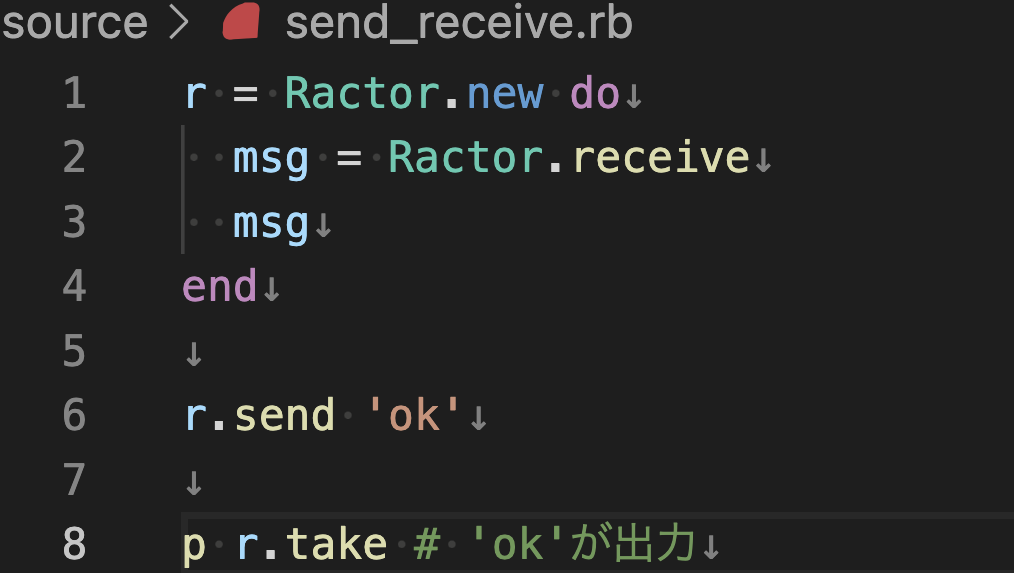 source > send_receive.rb
1 r = Ractor.new do↓
2   msg = Ractor.receive↓
3   msg↓
4 end↓
5 ↓
6 r.send 'ok'↓
7 ↓
8 p r.take # 'ok'が出力↓